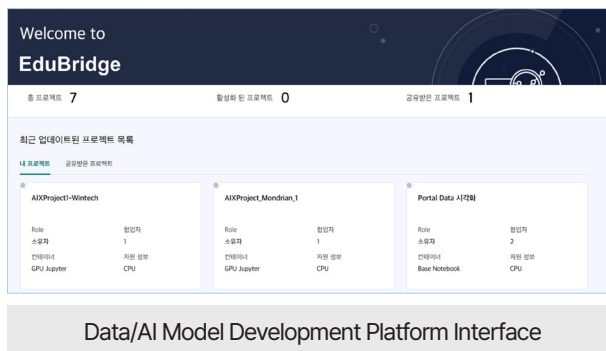 Welcome to
EduBridge
총 프로젝트 7 활성화 된 프로젝트 0 공유받은 프로젝트 1
최근 업데이트된 프로젝트 목록
내 프로젝트 공유받은 프로젝트
AIXProject1-Wintech AIXProject_Mondrian_1 Portal Data 시각화
Role 협업자 Role 협업자 Role 협업자
소유자 1 소유자 1 소유자 2
컨테이너 자원 정보 컨테이너 자원 정보 컨테이너 자원 정보
GPU Jupyter CPU GPU Jupyter CPU Base Notebook CPU
Data/AI Model Development Platform Interface